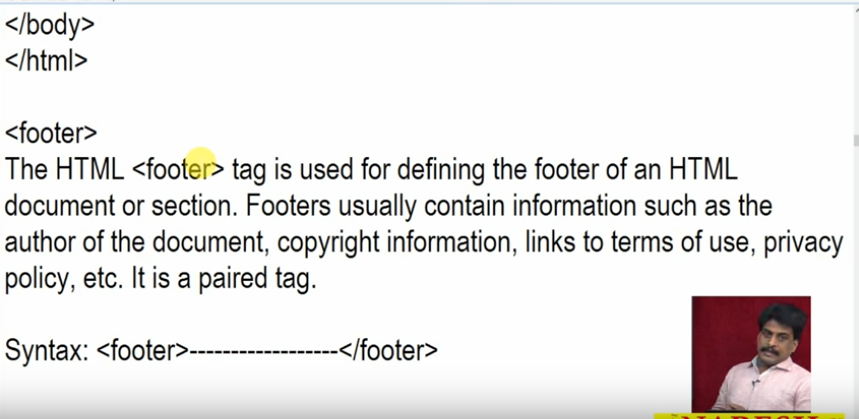 </body>
</html>
<footer>
The HTML <footer> tag is used for defining the footer of an HTML
document or section. Footers usually contain information such as the
author of the document, copyright information, links to terms of use, privacy
policy, etc. It is a paired tag.
Syntax: <footer>------------------</footer>